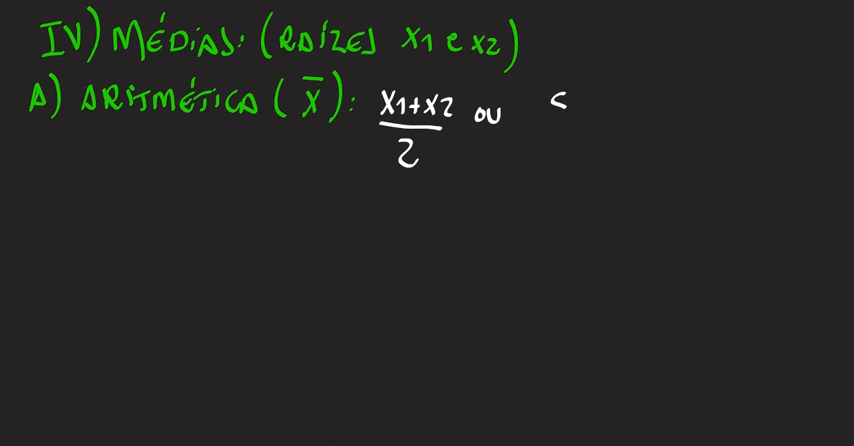 IV) MÉDIAS: (RAÍZES X1 e X2)
A) ARITMÉTICA (X̅): X1+X2 ou
2